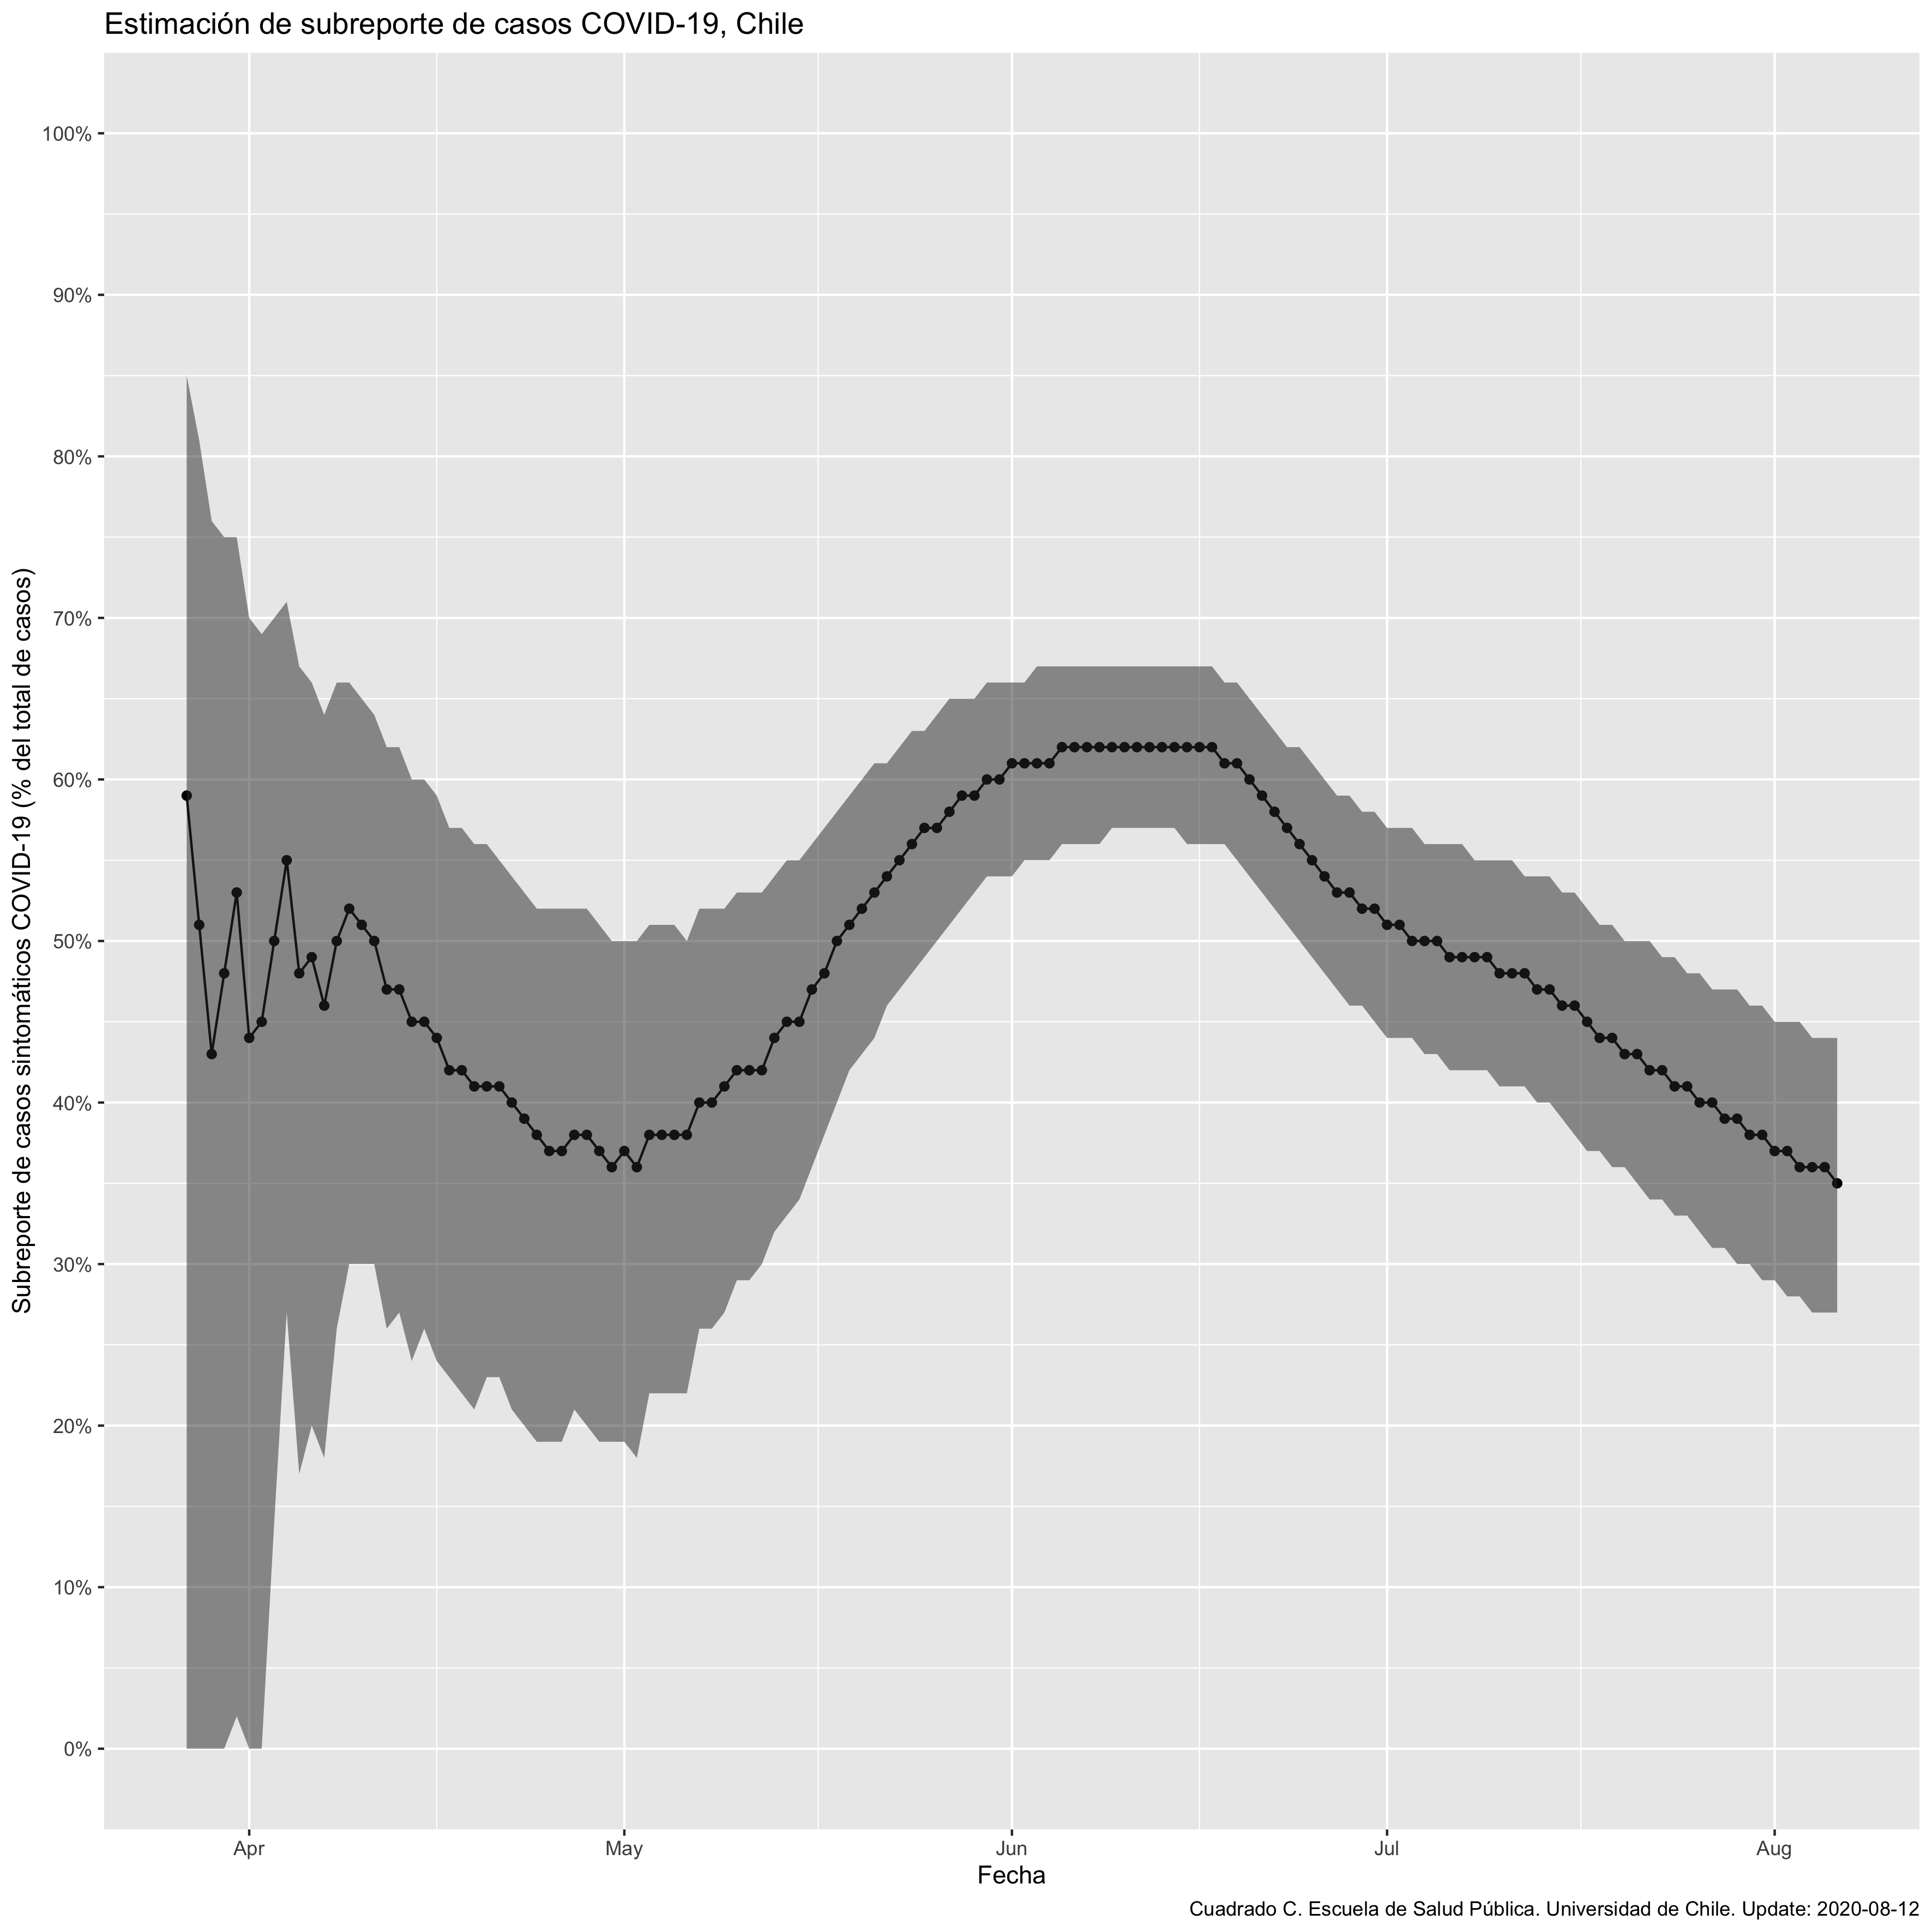 Estimación de subreporte de casos COVID-19, Chile
Subreporte de casos sintomáticos COVID-19 (% del total de casos)
100%
90%
80%
70%
60%
50%
40%
30%
20%
10%
0%
Apr
May
Jun
Jul
Aug
Fecha
Cuadrado C. Escuela de Salud Pública. Universidad de Chile. Update: 2020-08-12